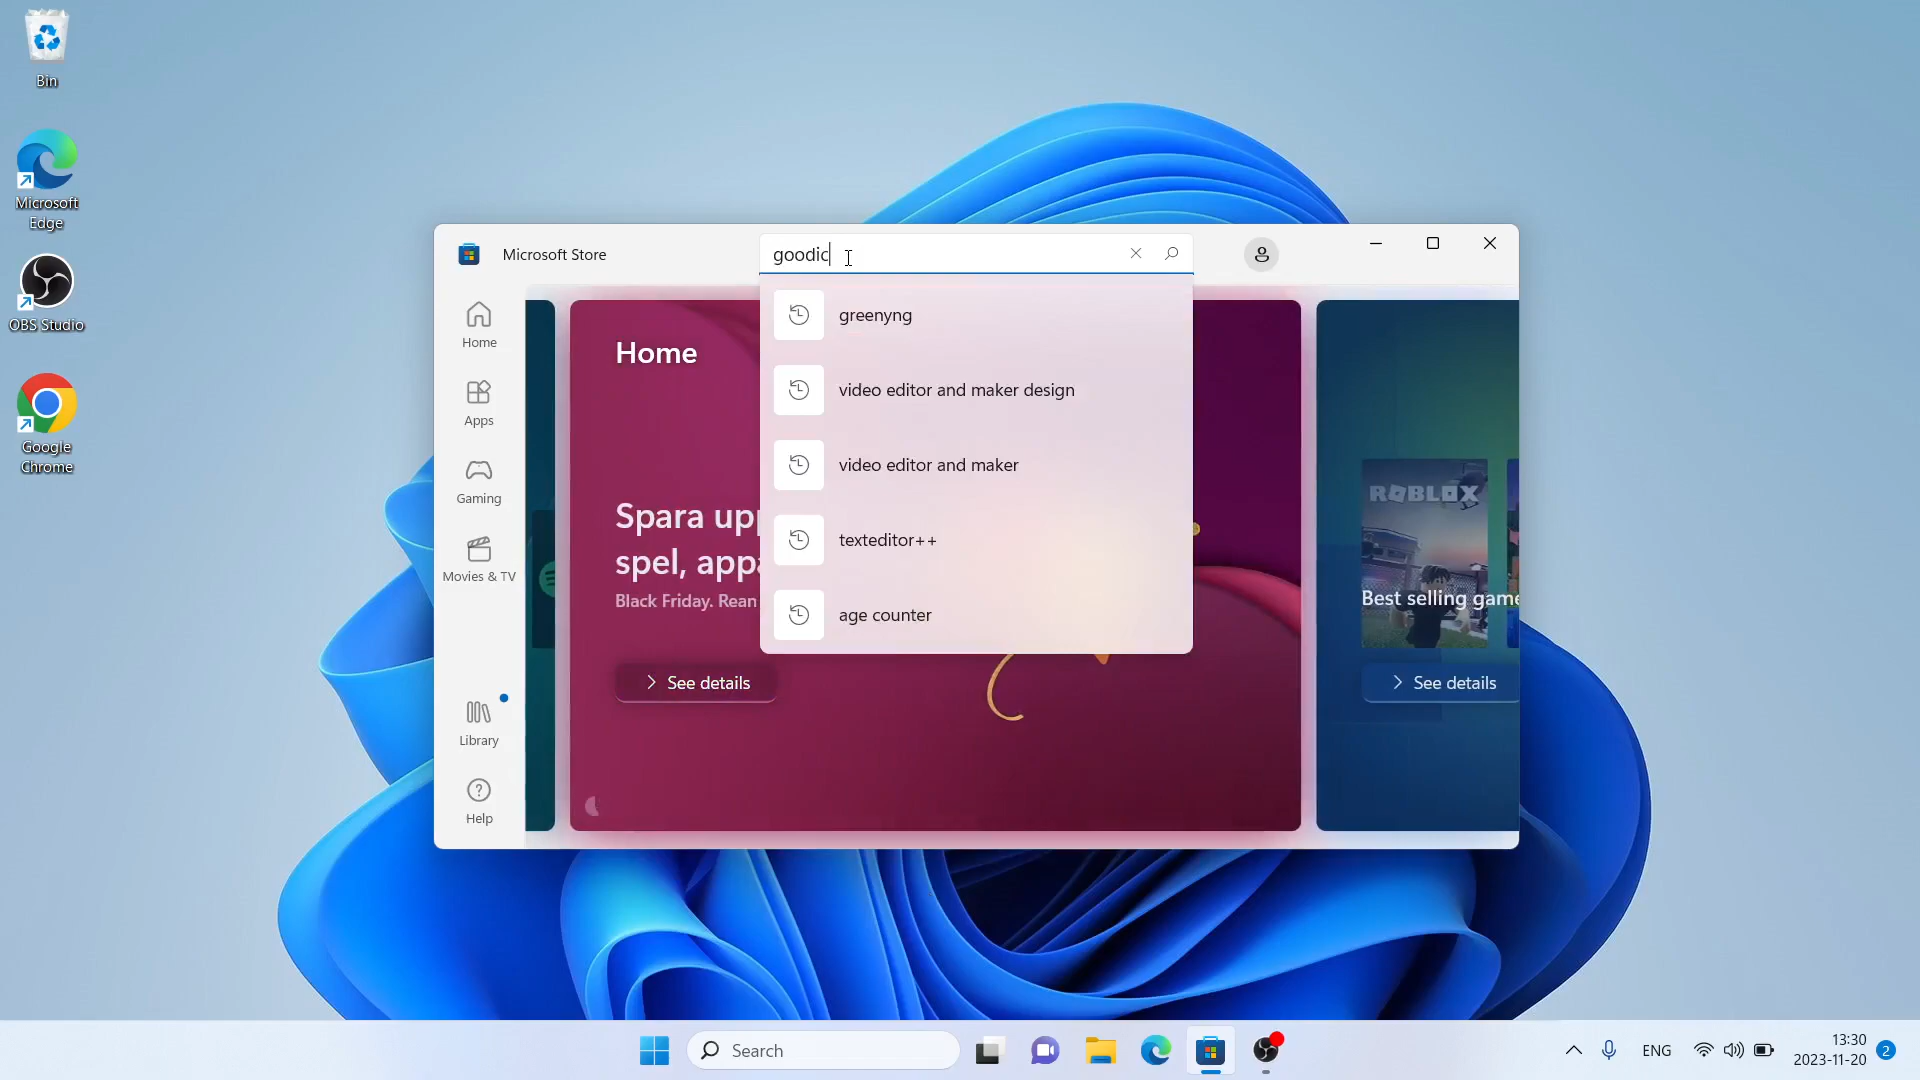 Bin
Microsoft
Edge
OBS Studio
Google
Chrome
Microsoft Store
goodic
Home
Apps
Gaming
Movies & TV
Library
Help
greenyng
video editor and maker design
video editor and maker
texteditor++
age counter
Home
Spara upp
spel, appa
Black Friday. Rean
See details
ROBLOX
Best selling game
See details
Search
ENG
13:30
2023-11-20
2